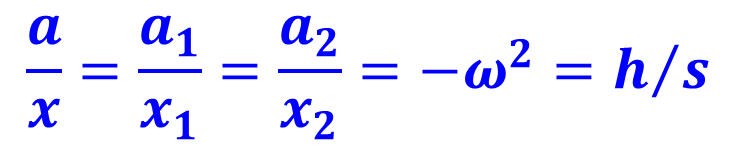 a/x = a₁/x₁ = a₂/x₂ = −ω² = h/s